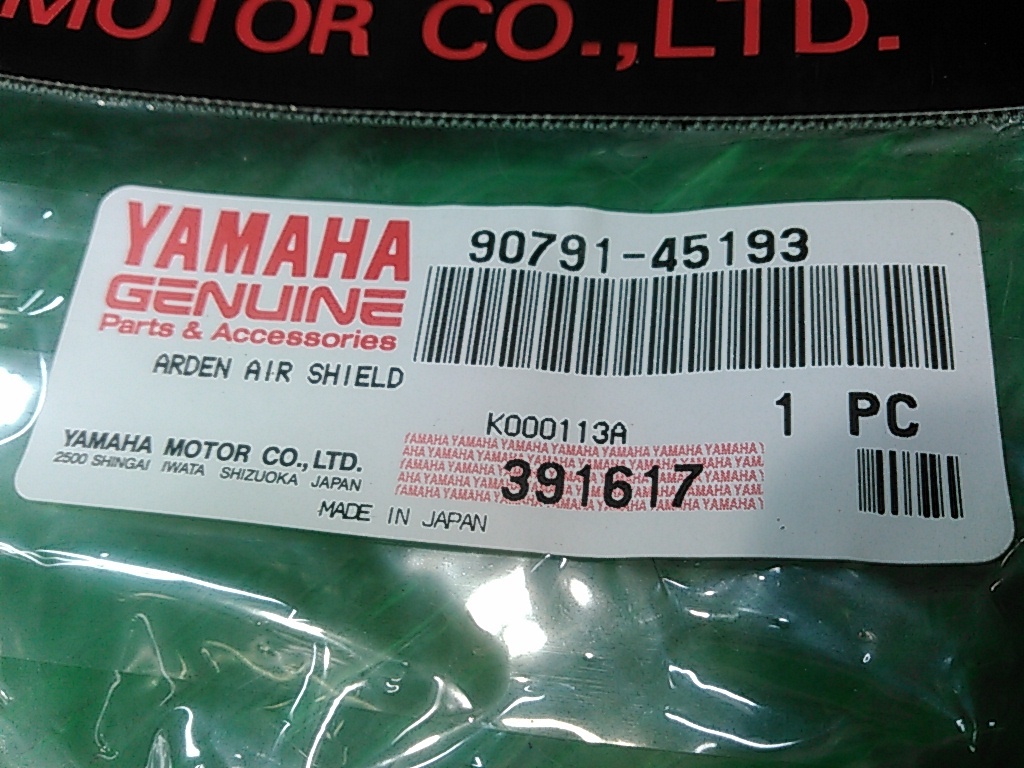 MOTOR CO.,LTD.
YAMAHA
GENUINE
Parts & Accessories
90791-45193
ARDEN AIR SHIELD
1 PC
K000113A
YAMAHA MOTOR CO., LTD.
2500 SHINGAI IWATA SHIZUOKA JAPAN
391617
MADE IN JAPAN